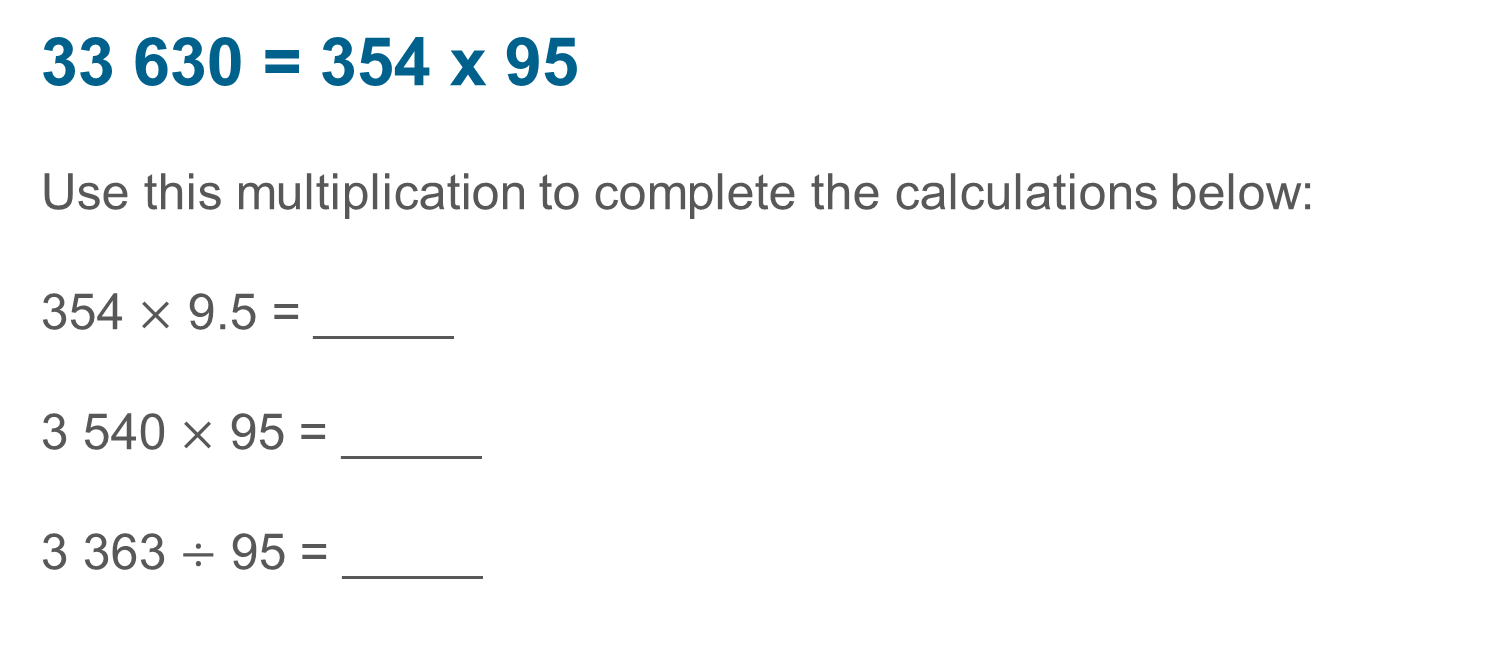 33 630 = 354 x 95
Use this multiplication to complete the calculations below:
354 × 9.5 = _____
3 540 × 95 = _____
3 363 ÷ 95 = _____